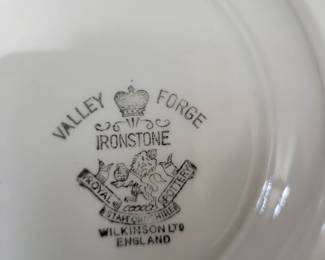 VALLEY FORGE
IRONSTONE
ROYAL STAFFORDSHIRE POTTERY
WILKINSON LTD
ENGLAND